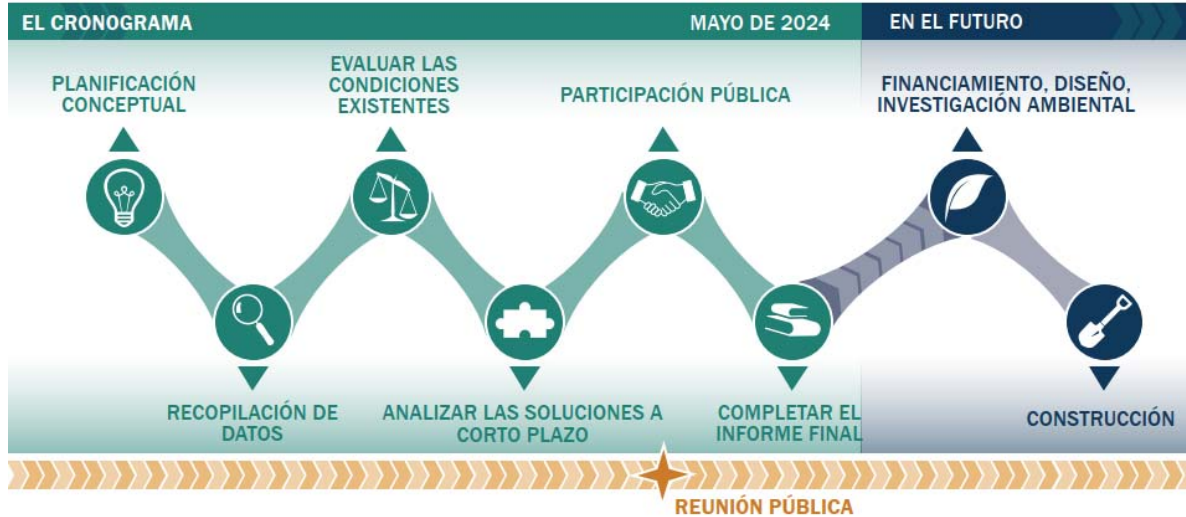 EL CRONOGRAMA
MAYO DE 2024
EN EL FUTURO
PLANIFICACIÓN
CONCEPTUAL
EVALUAR LAS
CONDICIONES
EXISTENTES
PARTICIPACIÓN PÚBLICA
FINANCIAMIENTO, DISEÑO,
INVESTIGACIÓN AMBIENTAL
RECOPILACIÓN DE
DATOS
ANALIZAR LAS SOLUCIONES A
CORTO PLAZO
COMPLETAR EL
INFORME FINAL
CONSTRUCCIÓN
REUNIÓN PÚBLICA